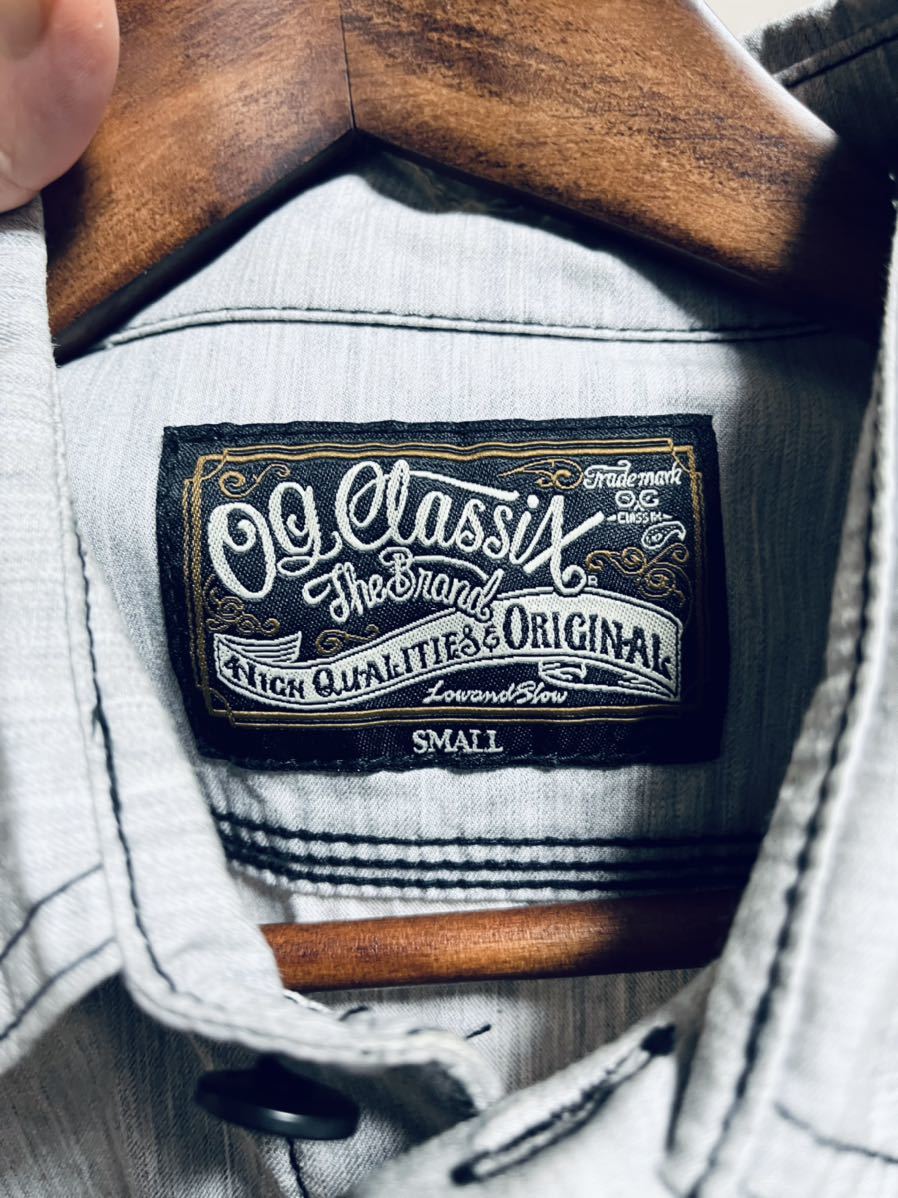 OG Classix
Trademark
O.G
CLASSIX
The Brand
R
High Qualities & Original
Low and Slow
SMALL